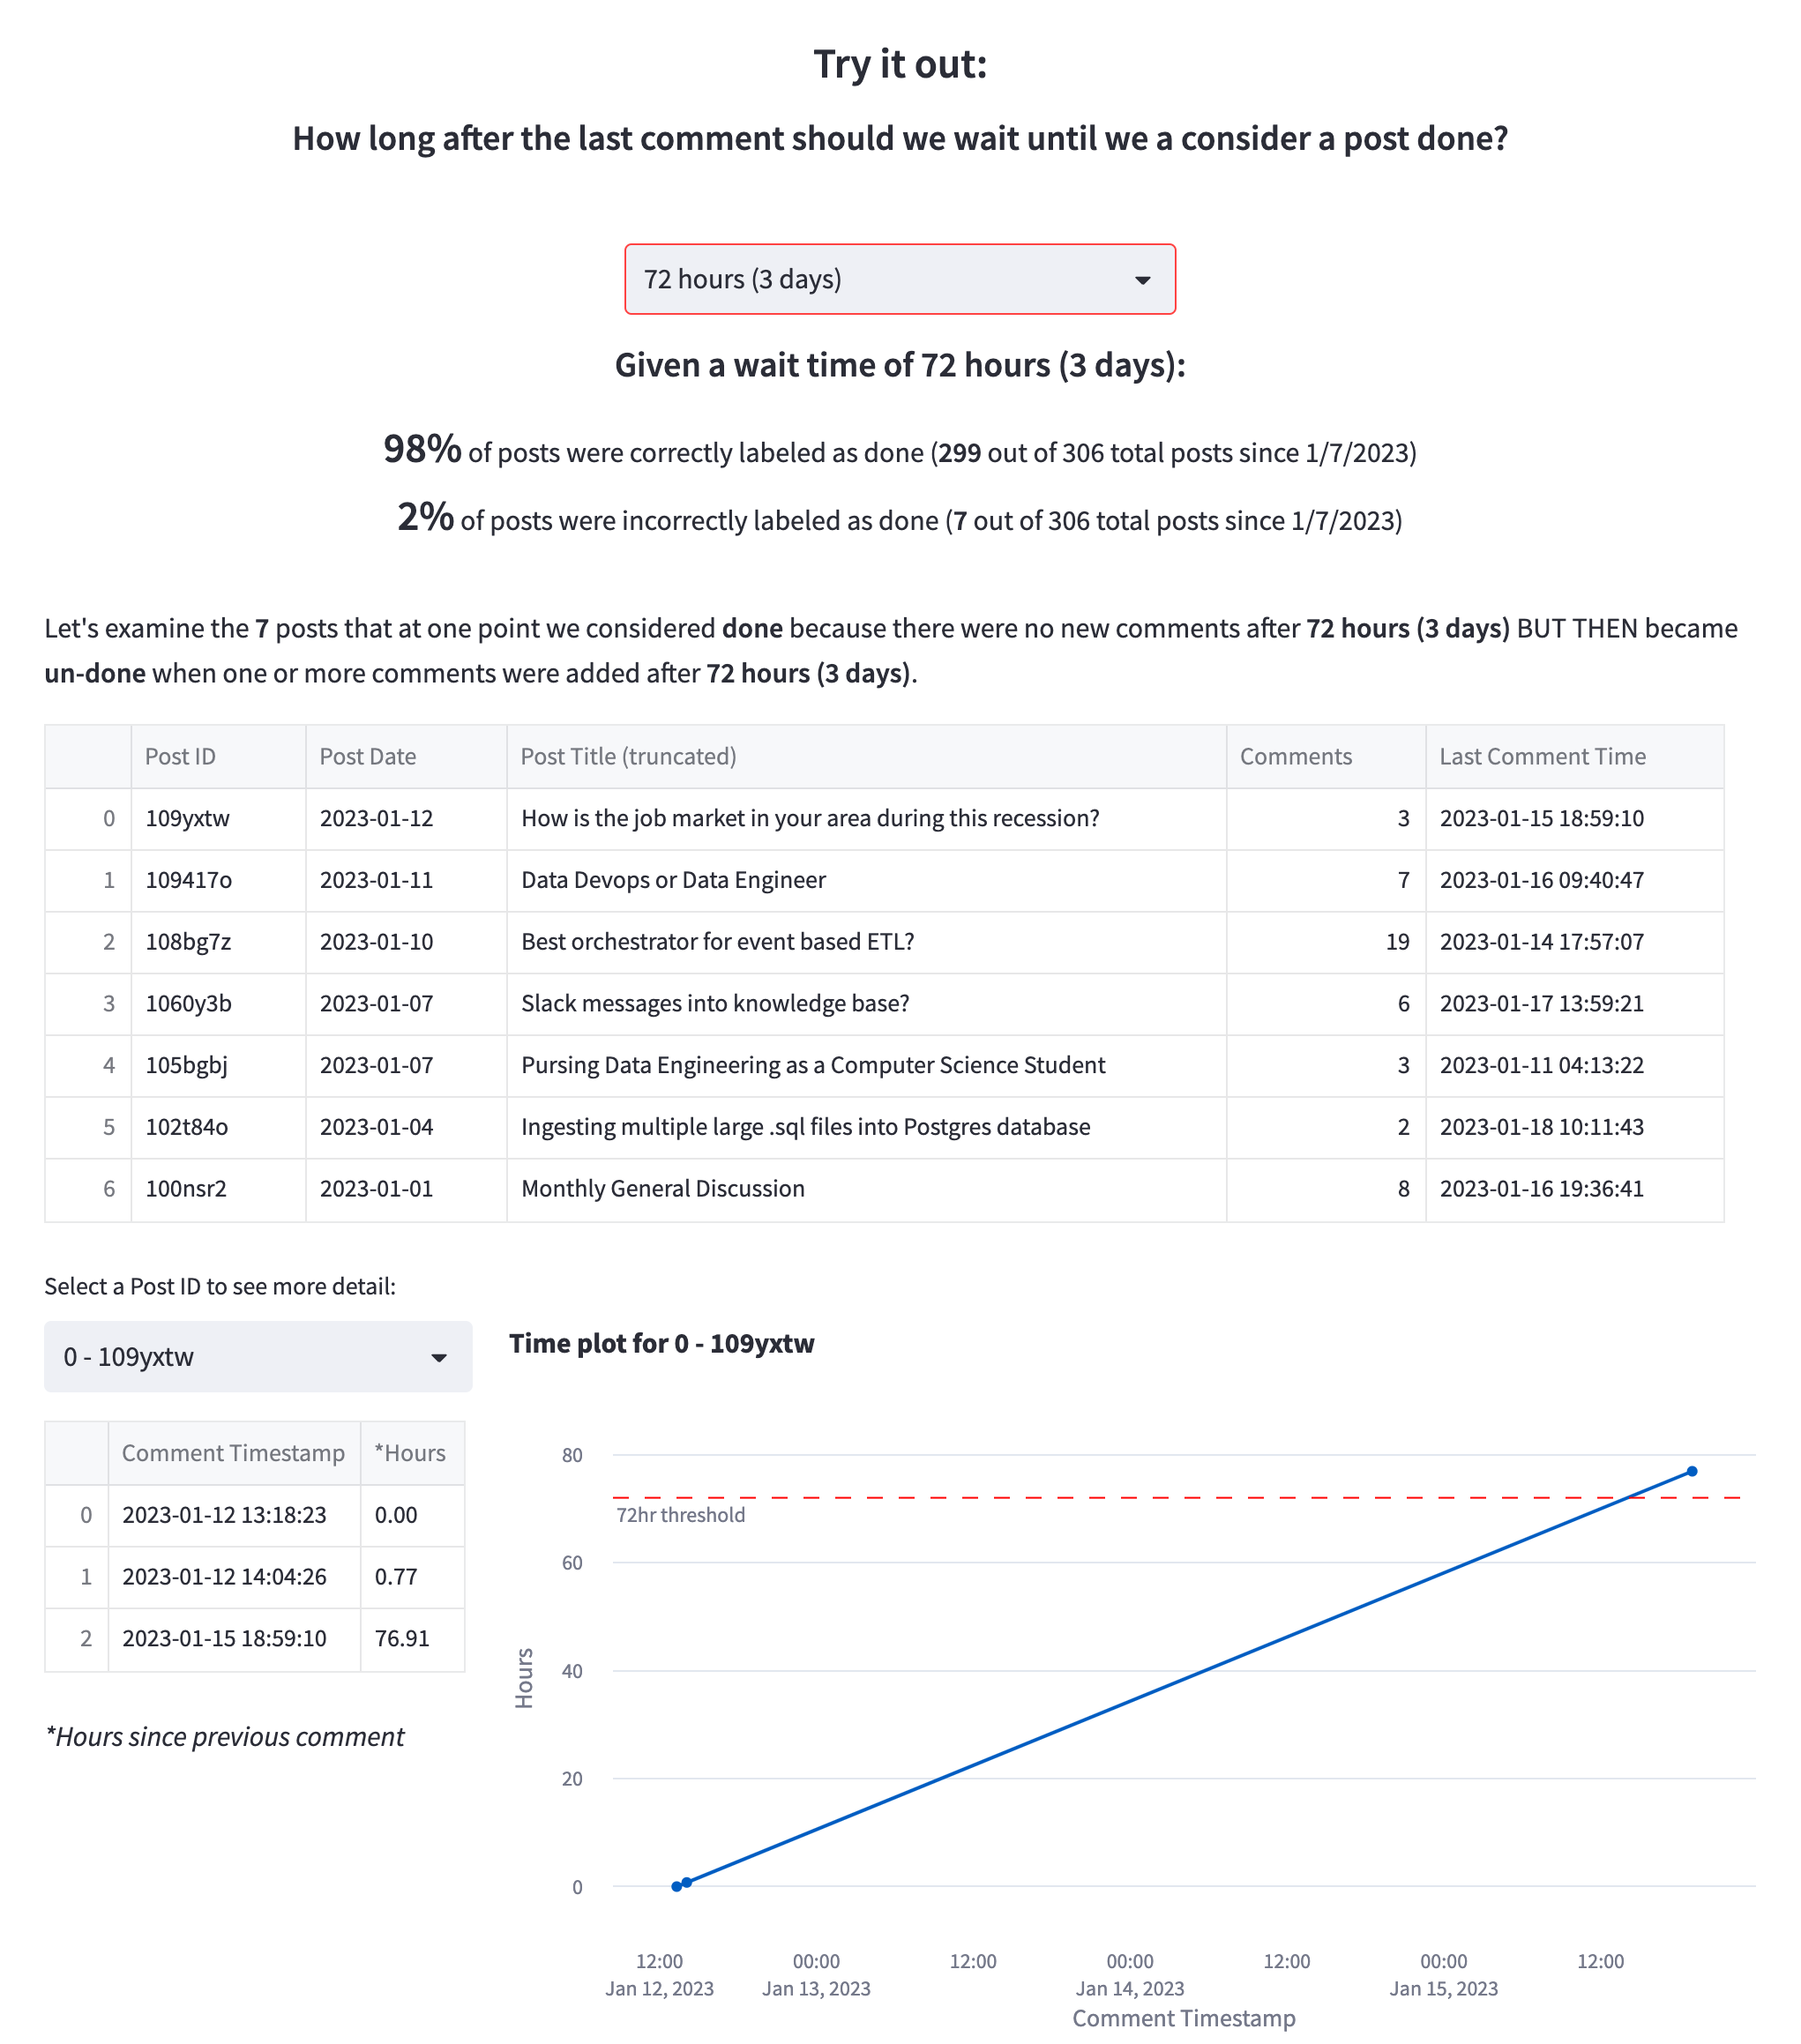 Try it out:
How long after the last comment should we wait until we a consider a post done?
72 hours (3 days)
Given a wait time of 72 hours (3 days):
98% of posts were correctly labeled as done (299 out of 306 total posts since 1/7/2023)
2% of posts were incorrectly labeled as done (7 out of 306 total posts since 1/7/2023)
Let's examine the 7 posts that at one point we considered done because there were no new comments after 72 hours (3 days) BUT THEN became
un-done when one or more comments were added after 72 hours (3 days).
Post ID Post Date Post Title (truncated) Comments Last Comment Time
0 109yxtw 2023-01-12 How is the job market in your area during this recession? 3 2023-01-15 18:59:10
1 109417o 2023-01-11 Data Devops or Data Engineer 7 2023-01-16 09:40:47
2 108bg7z 2023-01-10 Best orchestrator for event based ETL? 19 2023-01-14 17:57:07
3 1060y3b 2023-01-07 Slack messages into knowledge base? 6 2023-01-17 13:59:21
4 105bgbj 2023-01-07 Pursing Data Engineering as a Computer Science Student 3 2023-01-11 04:13:22
5 102t84o 2023-01-04 Ingesting multiple large .sql files into Postgres database 2 2023-01-18 10:11:43
6 100nsr2 2023-01-01 Monthly General Discussion 8 2023-01-16 19:36:41
Select a Post ID to see more detail:
0 - 109yxtw
Comment Timestamp *Hours
0 2023-01-12 13:18:23 0.00
1 2023-01-12 14:04:26 0.77
2 2023-01-15 18:59:10 76.91
*Hours since previous comment
Time plot for 0 - 109yxtw
80
72hr threshold
60
40
20
0
Hours
12:00 00:00 12:00 00:00 12:00 00:00 12:00
Jan 12, 2023 Jan 13, 2023 Jan 14, 2023 Jan 15, 2023
Comment Timestamp